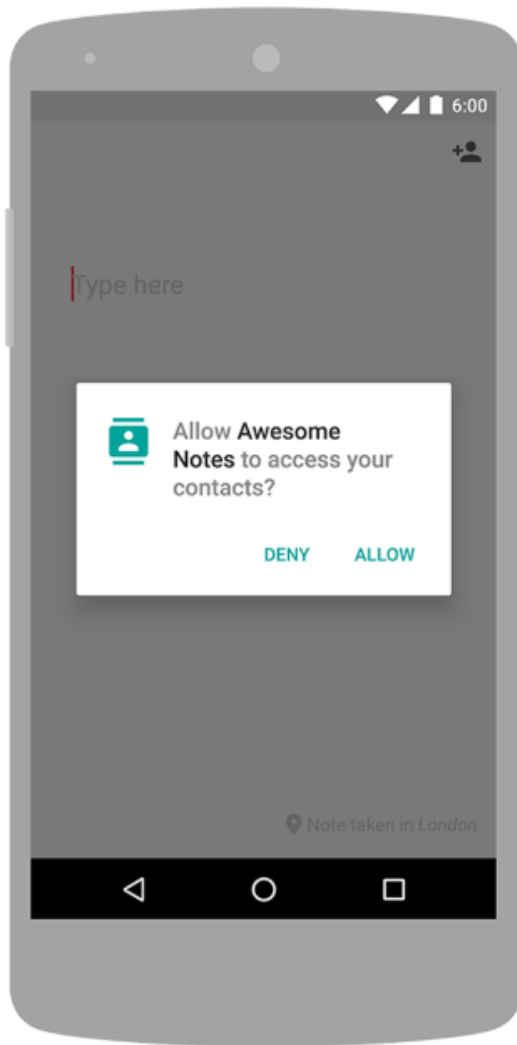 6:00
Type here
Allow Awesome
Notes to access your
contacts?
DENY ALLOW
Note taken in London